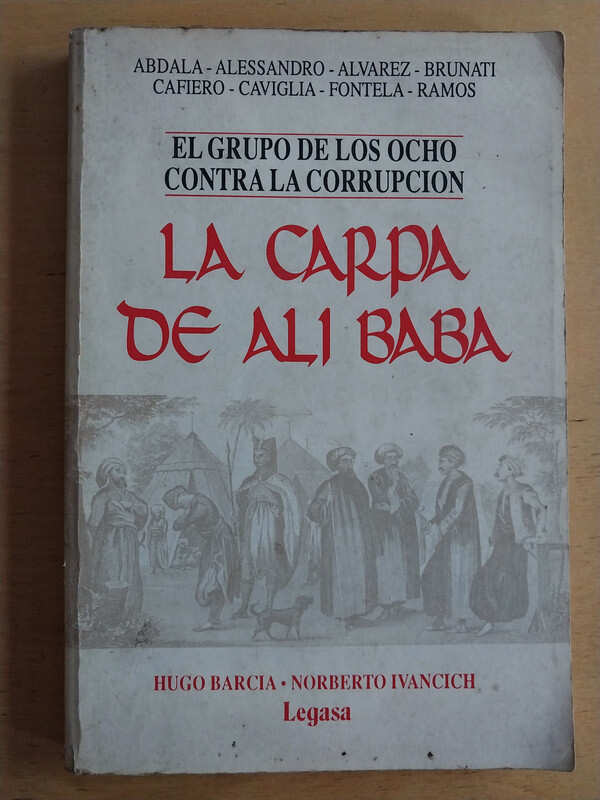 ABDALA - ALESSANDRO - ALVAREZ - BRUNATI
CAFIERO - CAVIGLIA - FONTELA - RAMOS
EL GRUPO DE LOS OCHO
CONTRA LA CORRUPCION
LA CARPA
DE ALI BABA
HUGO BARCIA • NORBERTO IVANCICH
Legasa